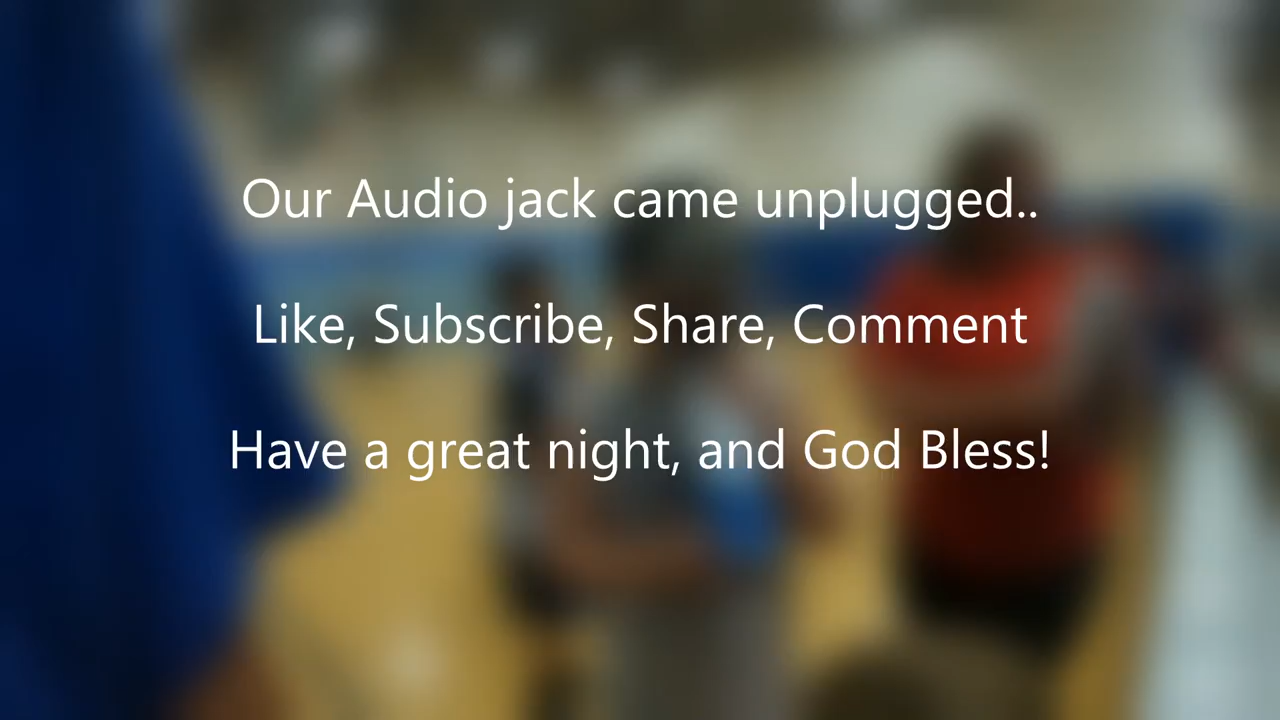 Our Audio jack came unplugged..
Like, Subscribe, Share, Comment
Have a great night, and God Bless!